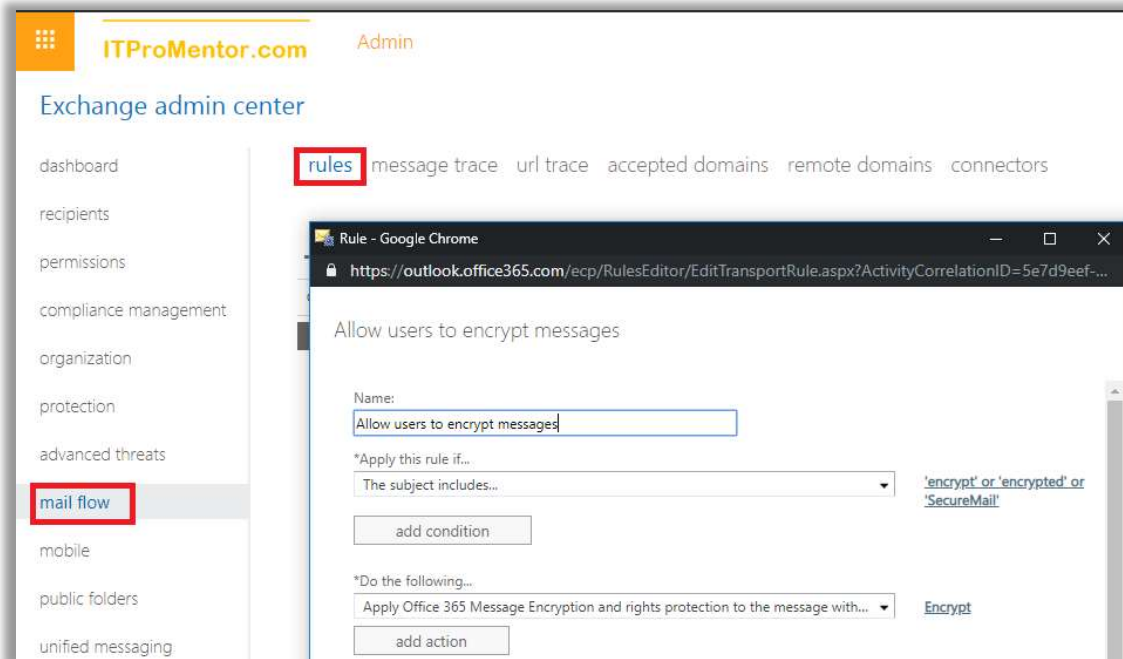 ITProMentor.com
Admin
Exchange admin center
dashboard
recipients
permissions
compliance management
organization
protection
advanced threats
mail flow
mobile
public folders
unified messaging
rules message trace url trace accepted domains remote domains connectors
Rule - Google Chrome
https://outlook.office365.com/ecp/RulesEditor/EditTransportRule.aspx?ActivityCorrelationID=5e7d9eef-...
Allow users to encrypt messages
Name:
Allow users to encrypt messages
*Apply this rule if...
The subject includes...
'encrypt' or 'encrypted' or
'SecureMail'
add condition
*Do the following...
Apply Office 365 Message Encryption and rights protection to the message with...
Encrypt
add action